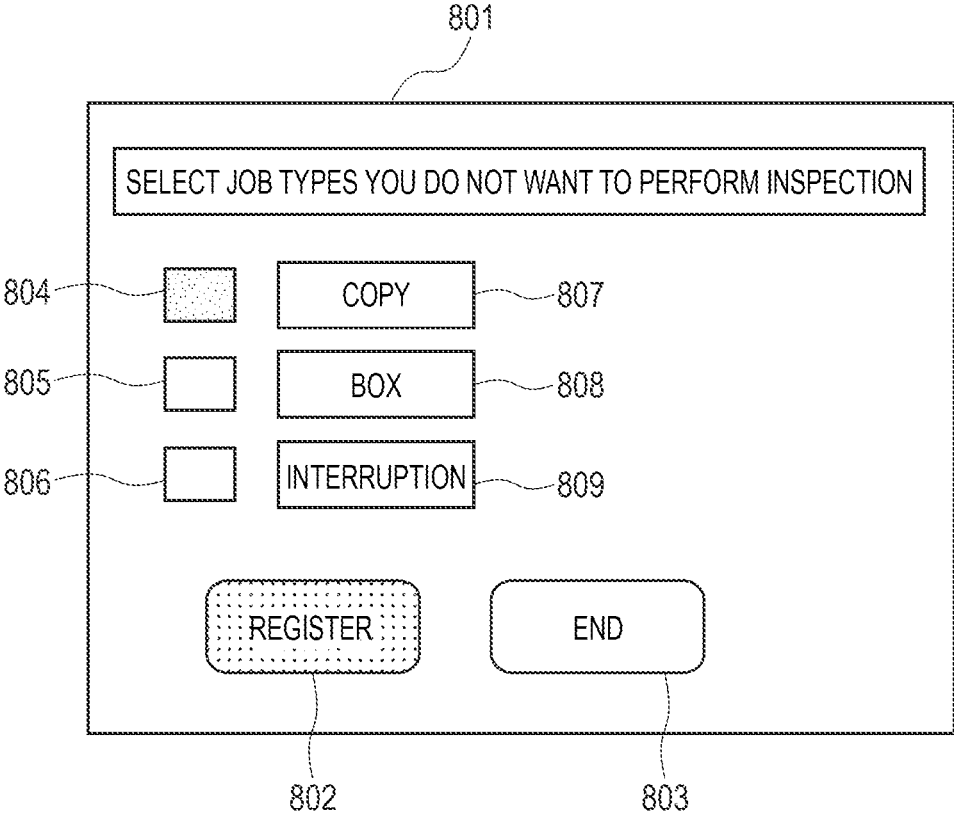 801
SELECT JOB TYPES YOU DO NOT WANT TO PERFORM INSPECTION
804 COPY 807
805 BOX 808
806 INTERRUPTION 809
REGISTER END
802 803